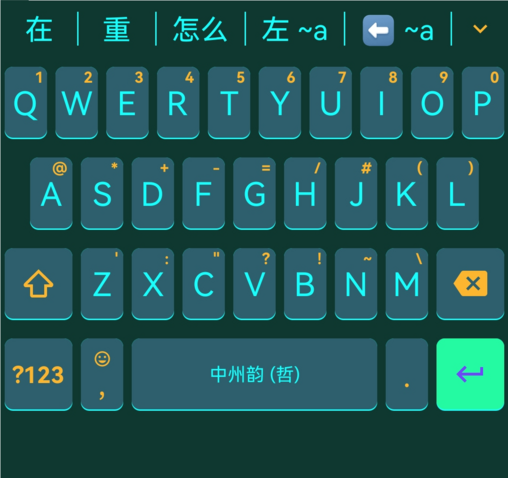 在 重 怎么 左 ~a ⬅️ ~a
1 2 3 4 5 6 7 8 9 0
Q W E R T Y U I O P
@ * + - = / # ( )
A S D F G H J K L
' : " ? ! ~ \
Z X C V B N M
?123 , 中州韵 (哲) .